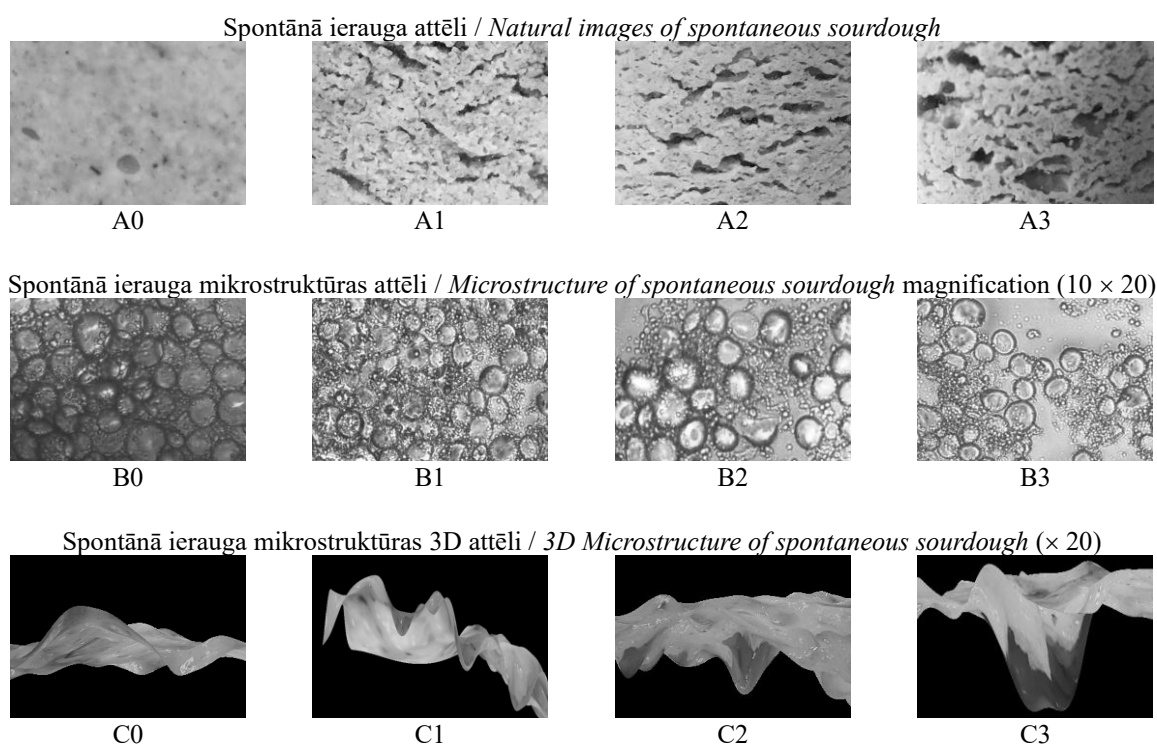 Spontānā ierauga attēli / Natural images of spontaneous sourdough
A0 A1 A2 A3
Spontānā ierauga mikrostruktūras attēli / Microstructure of spontaneous sourdough magnification (10 × 20)
B0 B1 B2 B3
Spontānā ierauga mikrostruktūras 3D attēli / 3D Microstructure of spontaneous sourdough (× 20)
C0 C1 C2 C3